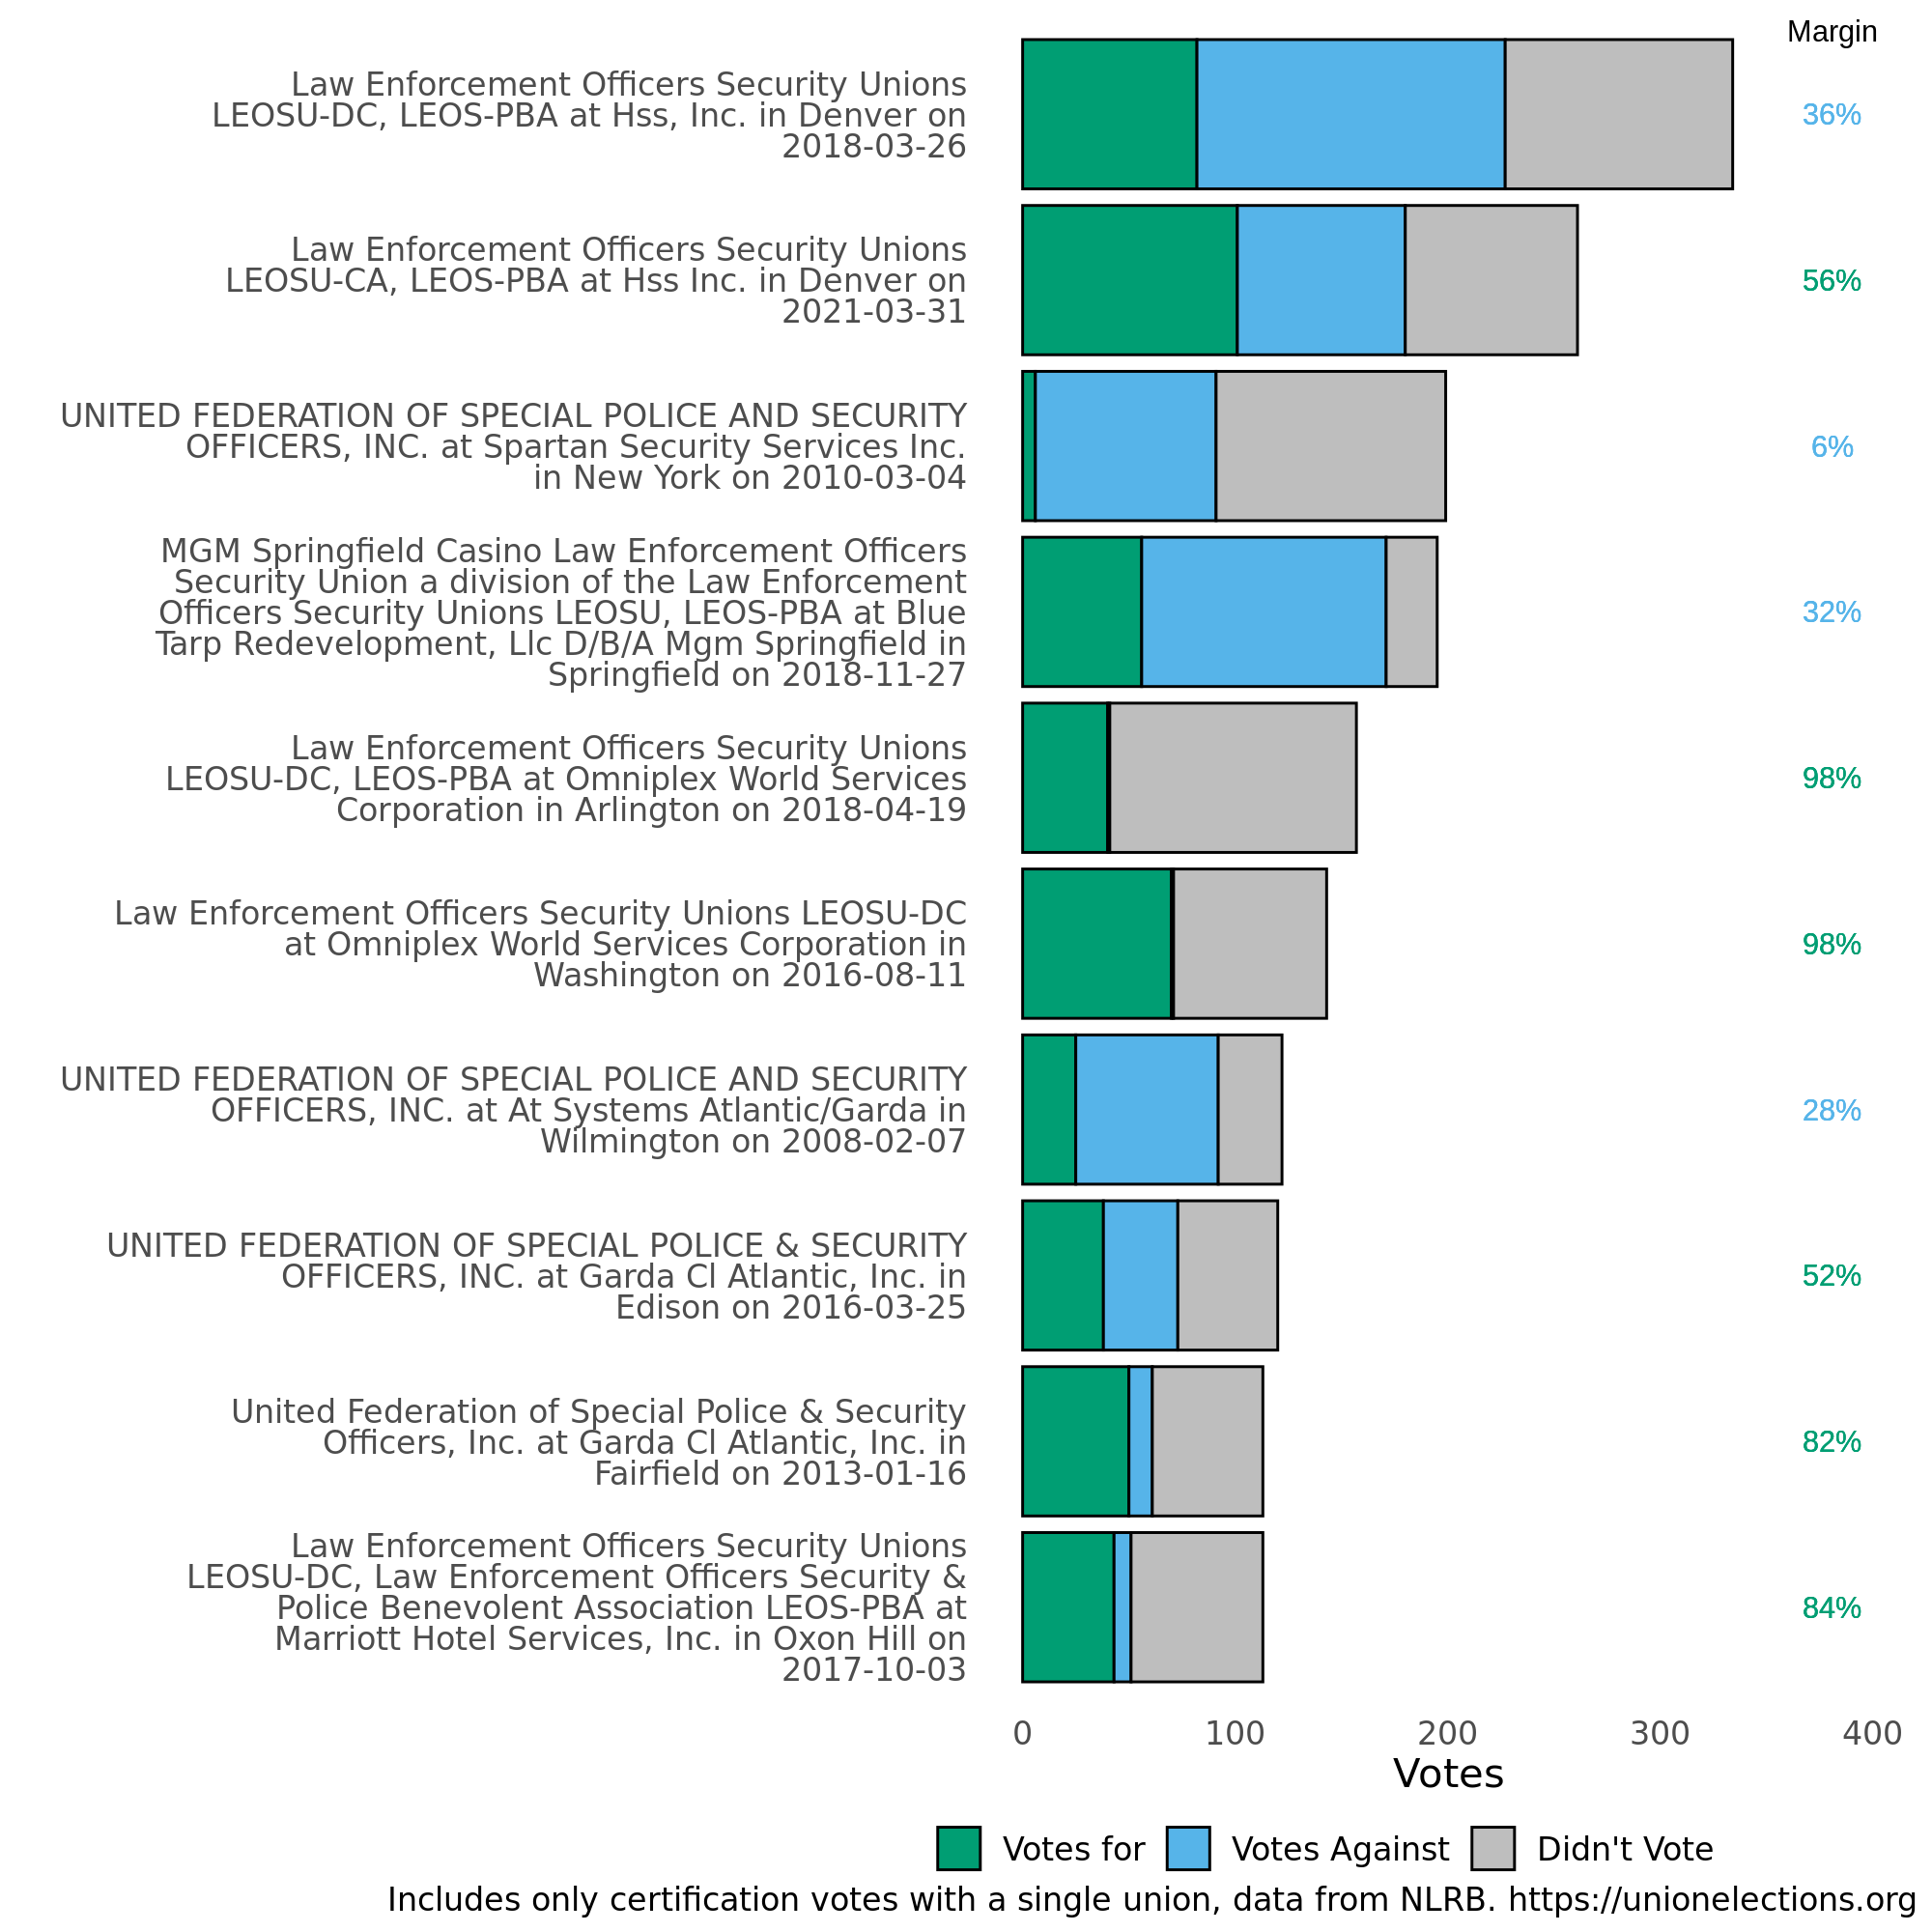 Margin
Law Enforcement Officers Security Unions
LEOSU-DC, LEOS-PBA at Hss, Inc. in Denver on
2018-03-26
36%
Law Enforcement Officers Security Unions
LEOSU-CA, LEOS-PBA at Hss Inc. in Denver on
2021-03-31
56%
UNITED FEDERATION OF SPECIAL POLICE AND SECURITY
OFFICERS, INC. at Spartan Security Services Inc.
in New York on 2010-03-04
6%
MGM Springfield Casino Law Enforcement Officers
Security Union a division of the Law Enforcement
Officers Security Unions LEOSU, LEOS-PBA at Blue
Tarp Redevelopment, Llc D/B/A Mgm Springfield in
Springfield on 2018-11-27
32%
Law Enforcement Officers Security Unions
LEOSU-DC, LEOS-PBA at Omniplex World Services
Corporation in Arlington on 2018-04-19
98%
Law Enforcement Officers Security Unions LEOSU-DC
at Omniplex World Services Corporation in
Washington on 2016-08-11
98%
UNITED FEDERATION OF SPECIAL POLICE AND SECURITY
OFFICERS, INC. at At Systems Atlantic/Garda in
Wilmington on 2008-02-07
28%
UNITED FEDERATION OF SPECIAL POLICE & SECURITY
OFFICERS, INC. at Garda Cl Atlantic, Inc. in
Edison on 2016-03-25
52%
United Federation of Special Police & Security
Officers, Inc. at Garda Cl Atlantic, Inc. in
Fairfield on 2013-01-16
82%
Law Enforcement Officers Security Unions
LEOSU-DC, Law Enforcement Officers Security &
Police Benevolent Association LEOS-PBA at
Marriott Hotel Services, Inc. in Oxon Hill on
2017-10-03
84%
0 100 200 300 400
Votes
Votes for Votes Against Didn't Vote
Includes only certification votes with a single union, data from NLRB. https://unionelections.org